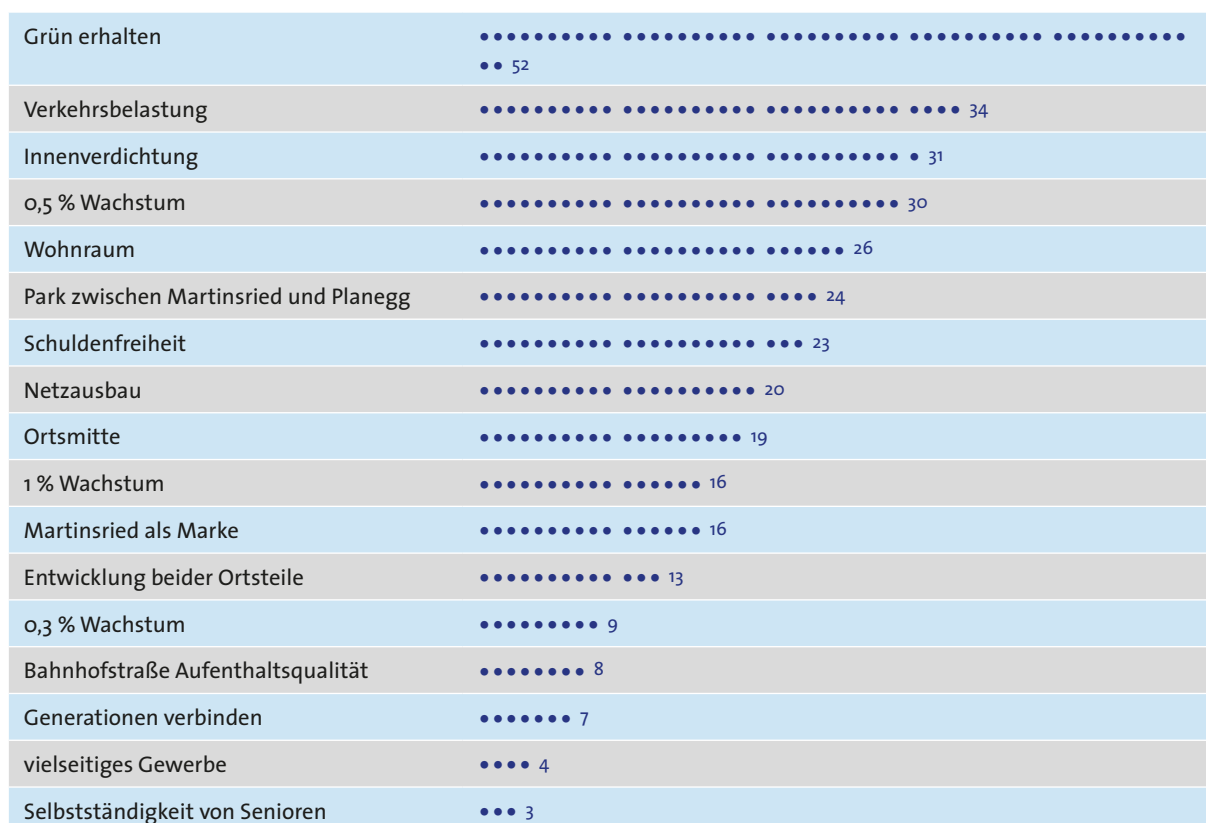 Grün erhalten
52
Verkehrsbelastung 34
Innenverdichtung 31
0,5 % Wachstum 30
Wohnraum 26
Park zwischen Martinsried und Planegg 24
Schuldenfreiheit 23
Netzausbau 20
Ortsmitte 19
1 % Wachstum 16
Martinsried als Marke 16
Entwicklung beider Ortsteile 13
0,3 % Wachstum 9
Bahnhofstraße Aufenthaltsqualität 8
Generationen verbinden 7
vielseitiges Gewerbe 4
Selbstständigkeit von Senioren 3